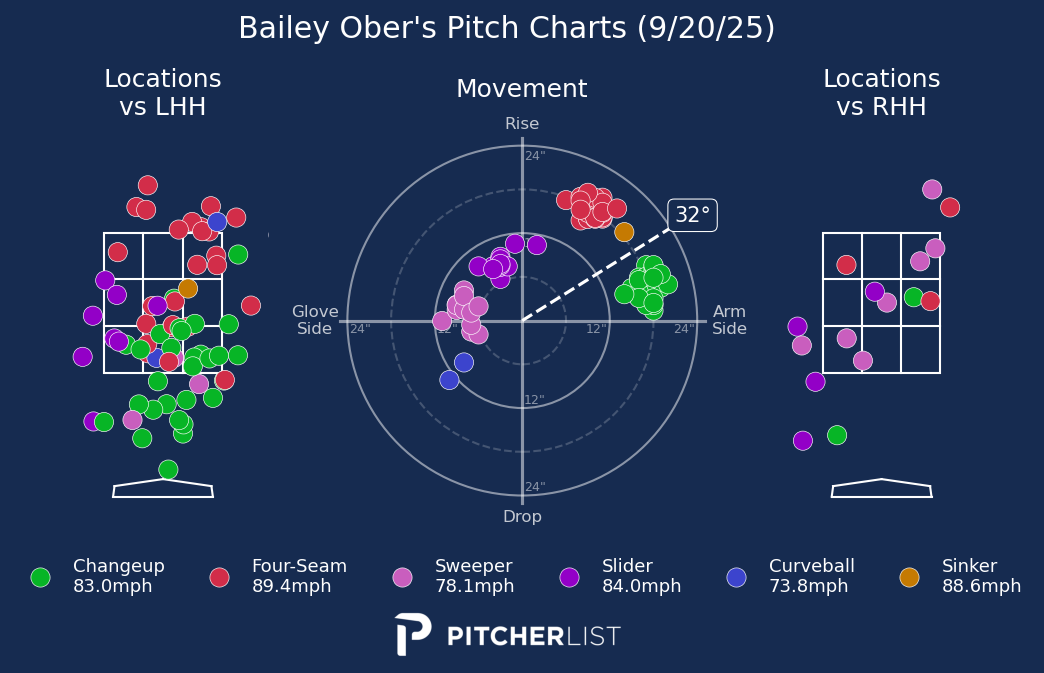 Bailey Ober's Pitch Charts (9/20/25)
Locations
vs LHH
Movement
Locations
vs RHH
Rise
24"
32°
Glove
Side
24"
12"
12"
24"
Arm
Side
12"
24"
Drop
Changeup
83.0mph
Four-Seam
89.4mph
Sweeper
78.1mph
Slider
84.0mph
Curveball
73.8mph
Sinker
88.6mph
PITCHERLIST